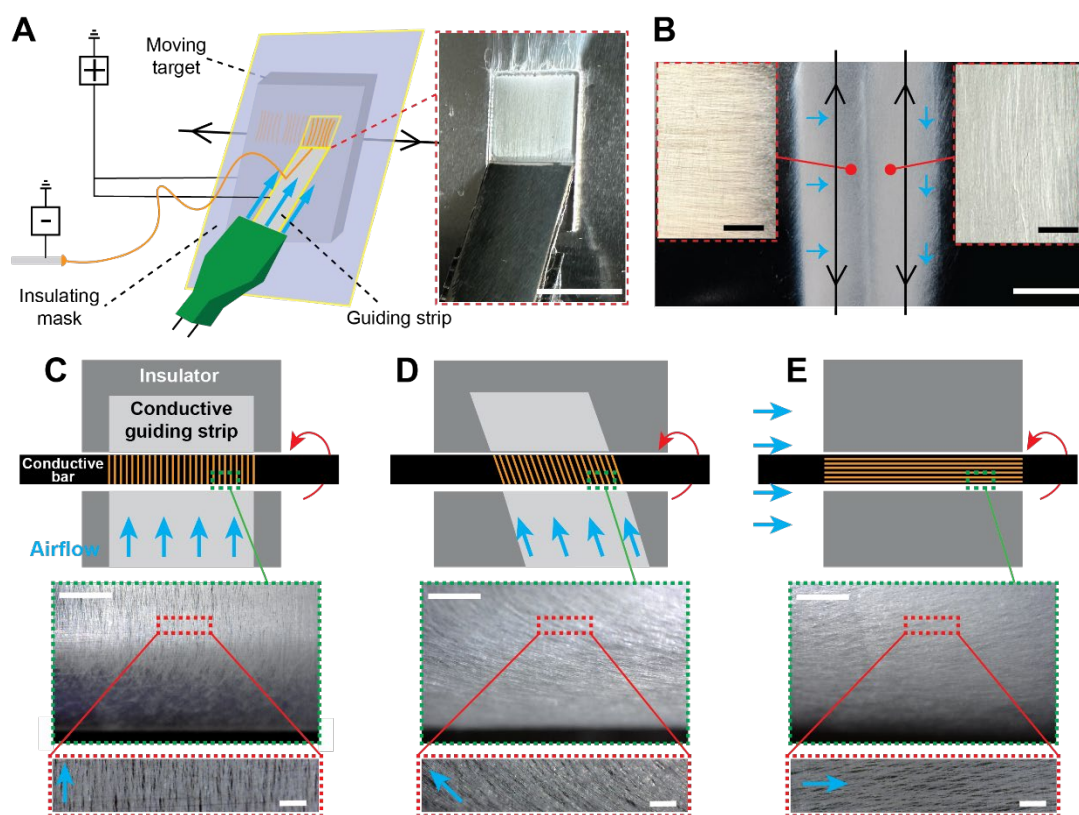 A
Moving
target
+
-
Insulating
mask
Guiding strip
B
C
Insulator
Conductive
guiding strip
Conductive
bar
Airflow
D
E